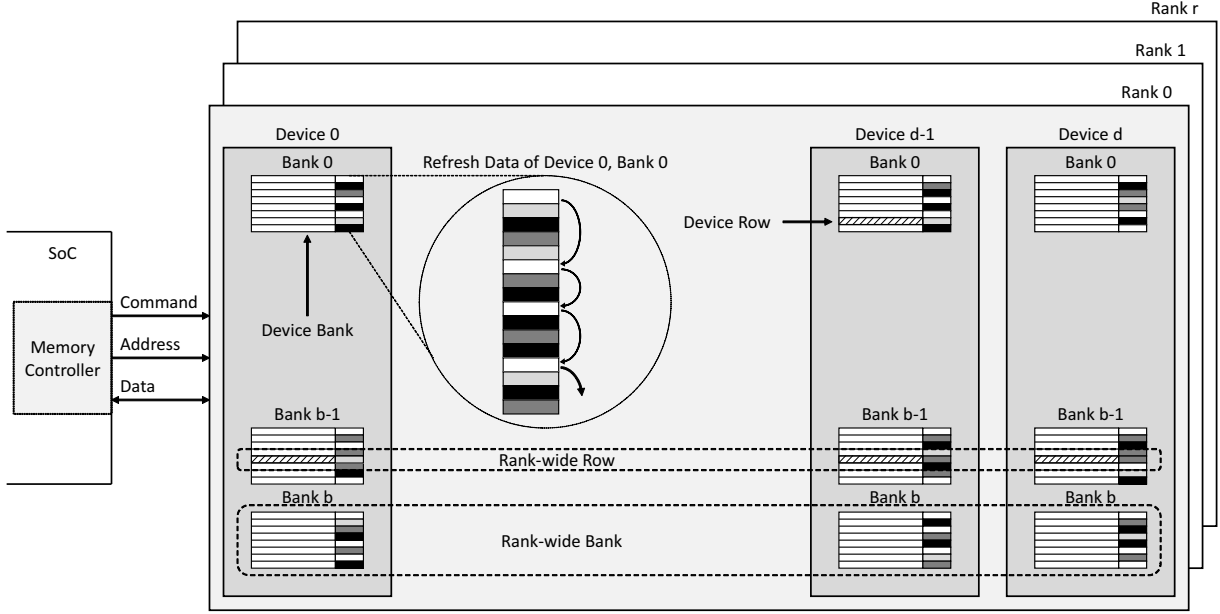 Rank r
Rank 1
Rank 0
Device 0
Device d-1
Device d
Bank 0
Refresh Data of Device 0, Bank 0
Bank 0
Bank 0
Device Row
SoC
Command
Device Bank
Memory
Controller
Address
Data
Bank b-1
Bank b-1
Bank b-1
Rank-wide Row
Bank b
Bank b
Bank b
Rank-wide Bank